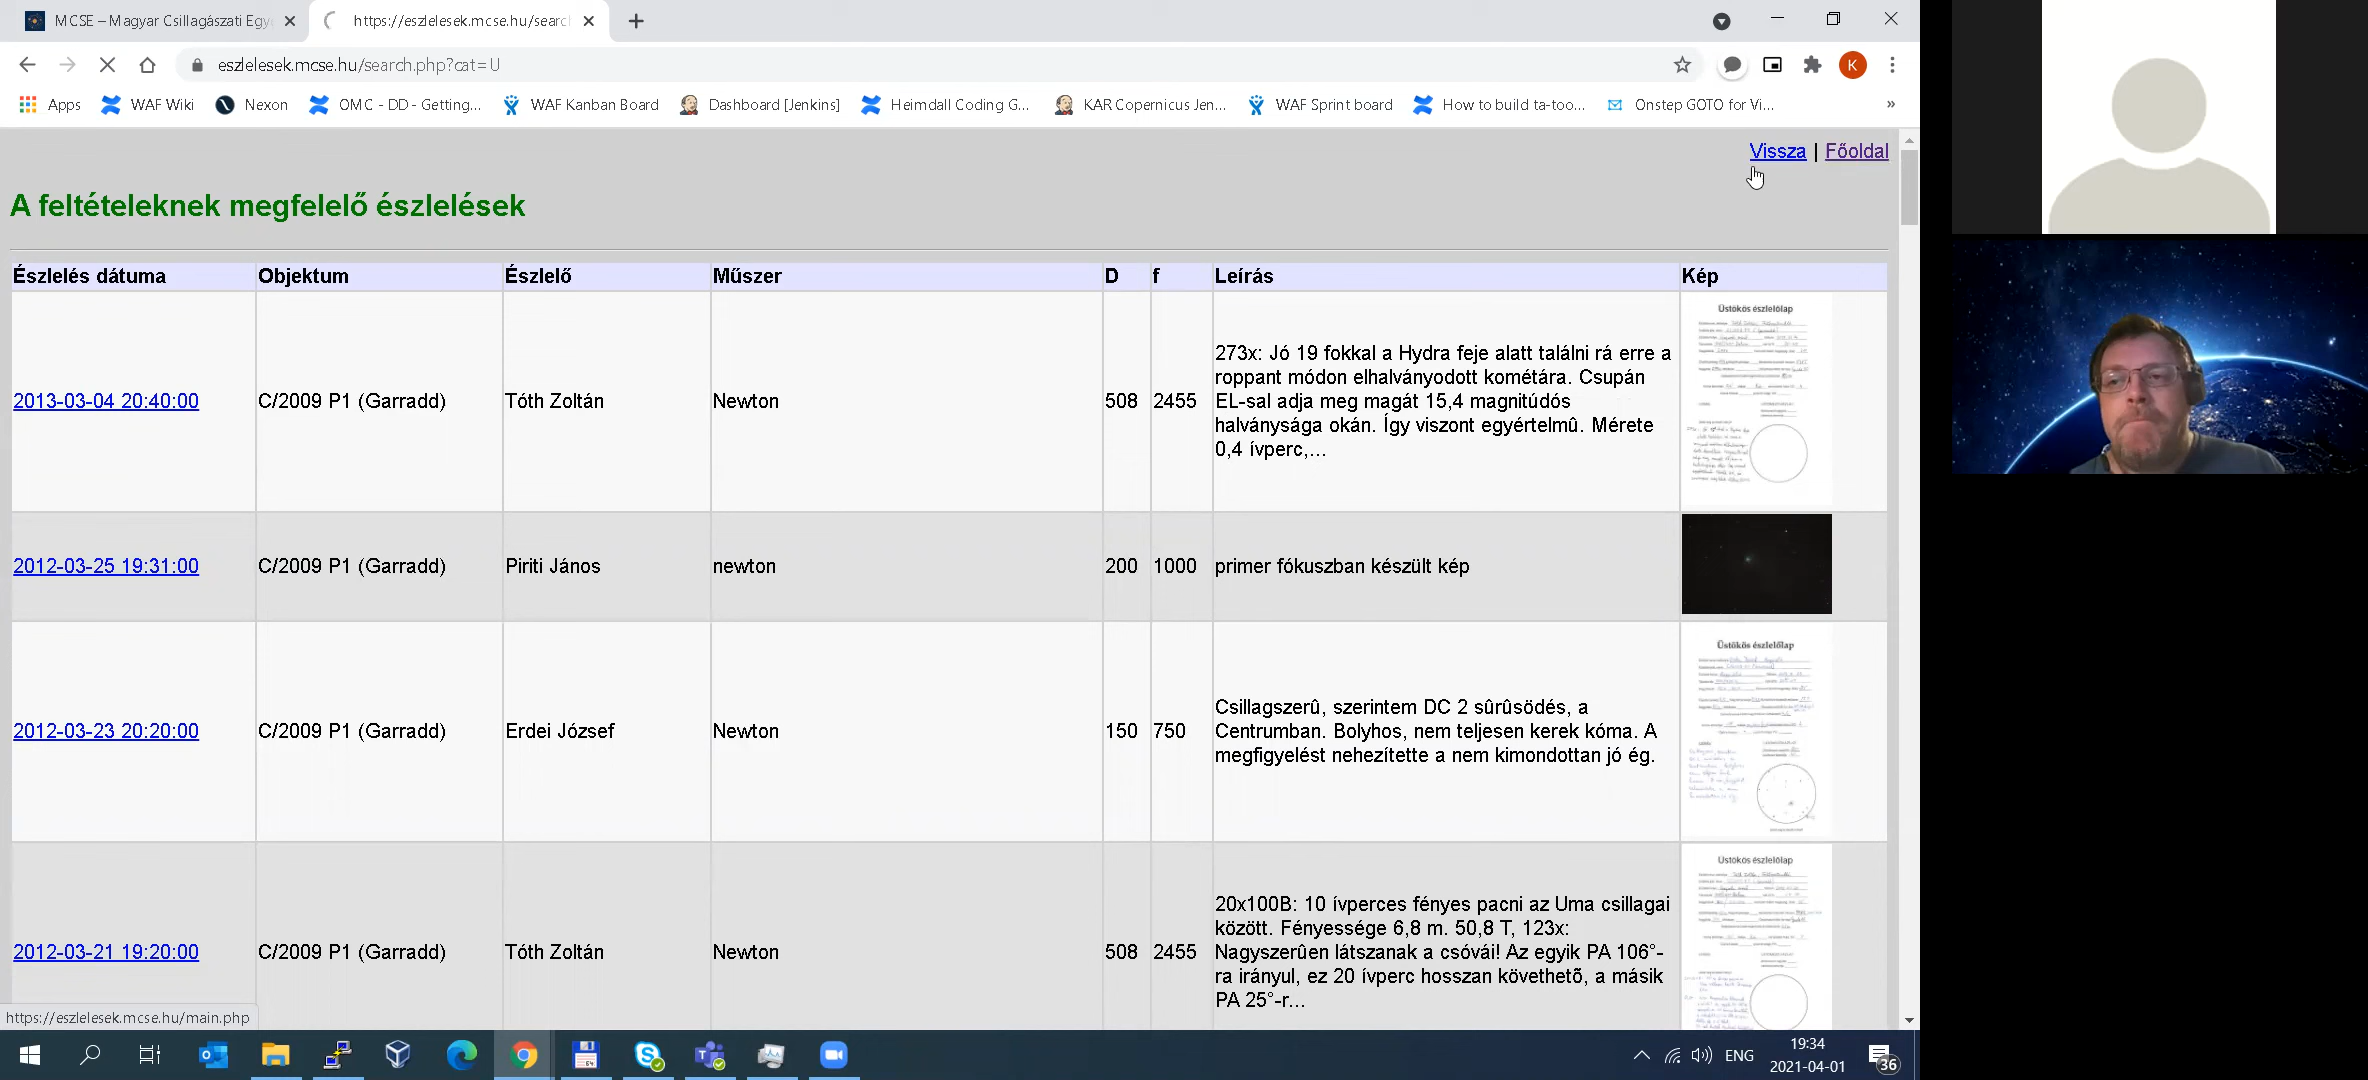 MCSE – Magyar Csillagászati Egy
https://eszlelesek.mcse.hu/searc
eszlelesek.mcse.hu/search.php?cat=U
K
Apps
WAF Wiki
Nexon
OMC - DD - Getting...
WAF Kanban Board
Dashboard [Jenkins]
Heimdall Coding G...
KAR Copernicus Jen...
WAF Sprint board
How to build ta-too...
Onstep GOTO for Vi...
»
Vissza | Főoldal
A feltételeknek megfelelő észlelések
Észlelés dátuma Objektum Észlelő Műszer D f Leírás Kép
2013-03-04 20:40:00 C/2009 P1 (Garradd) Tóth Zoltán Newton 508 2455
273x: Jó 19 fokkal a Hydra feje alatt találni rá erre a
roppant módon elhalványodott kométára. Csupán
EL-sal adja meg magát 15,4 magnitúdós
halványsága okán. Így viszont egyértelmû. Mérete
0,4 ívperc,...
Üstökös észlelőlap
2012-03-25 19:31:00 C/2009 P1 (Garradd) Piriti János newton 200 1000 primer fókuszban készült kép
2012-03-23 20:20:00 C/2009 P1 (Garradd) Erdei József Newton 150 750
Csillagszerû, szerintem DC 2 sûrûsödés, a
Centrumban. Bolyhos, nem teljesen kerek kóma. A
megfigyelést nehezítette a nem kimondottan jó ég.
Üstökös észlelőlap
2012-03-21 19:20:00 C/2009 P1 (Garradd) Tóth Zoltán Newton 508 2455
20x100B: 10 ívperces fényes pacni az Uma csillagai
között. Fényessége 6,8 m. 50,8 T, 123x:
Nagyszerûen látszanak a csóvái! Az egyik PA 106°-
ra irányul, ez 20 ívperc hosszan követhetõ, a másik
PA 25°-r...
Üstökös észlelőlap
https://eszlelesek.mcse.hu/main.php
64
ENG
19:34
2021-04-01
36